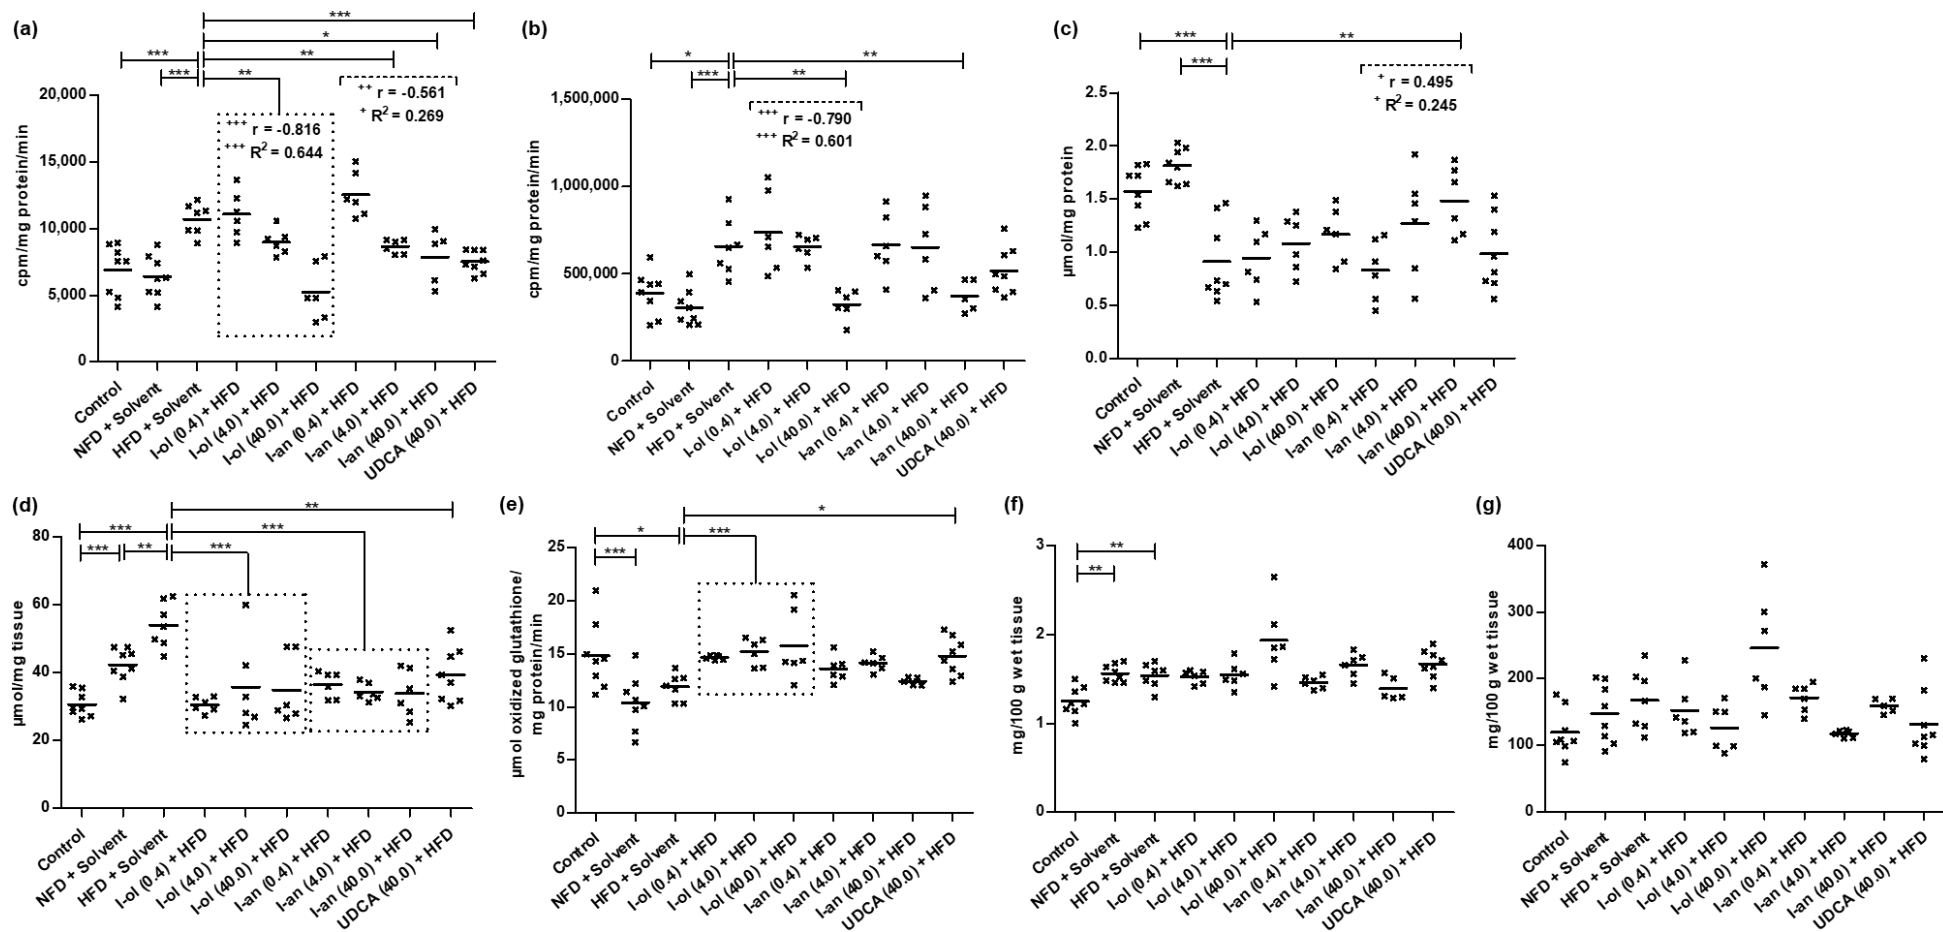 (a)
***
*
**
***
***
**
++ r = -0.561
+ R2 = 0.269
+++ r = -0.816
+++ R2 = 0.644
cpm/mg protein/min
20,000
15,000
10,000
5,000
0
Control
NFD + Solvent
HFD + Solvent
I-ol (0.4) + HFD
I-ol (4.0) + HFD
I-ol (40.0) + HFD
I-an (0.4) + HFD
I-an (4.0) + HFD
I-an (40.0) + HFD
UDCA (40.0) + HFD
(b)
*
**
***
**
+++ r = -0.790
+++ R2 = 0.601
cpm/mg protein/min
1,500,000
1,000,000
500,000
0
Control
NFD + Solvent
HFD + Solvent
I-ol (0.4) + HFD
I-ol (4.0) + HFD
I-ol (40.0) + HFD
I-an (0.4) + HFD
I-an (4.0) + HFD
I-an (40.0) + HFD
UDCA (40.0) + HFD
(c)
***
**
***
+ r = 0.495
+ R2 = 0.245
µmol/mg protein
2.5
2.0
1.5
1.0
0.5
0.0
Control
NFD + Solvent
HFD + Solvent
I-ol (0.4) + HFD
I-ol (4.0) + HFD
I-ol (40.0) + HFD
I-an (0.4) + HFD
I-an (4.0) + HFD
I-an (40.0) + HFD
UDCA (40.0) + HFD
(d)
**
***
***
***
**
***
µmol/mg tissue
80
60
40
20
0
Control
NFD + Solvent
HFD + Solvent
I-ol (0.4) + HFD
I-ol (4.0) + HFD
I-ol (40.0) + HFD
I-an (0.4) + HFD
I-an (4.0) + HFD
I-an (40.0) + HFD
UDCA (40.0) + HFD
(e)
*
*
***
***
µmol oxidized glutathione/
mg protein/min
25
20
15
10
5
0
Control
NFD + Solvent
HFD + Solvent
I-ol (0.4) + HFD
I-ol (4.0) + HFD
I-ol (40.0) + HFD
I-an (0.4) + HFD
I-an (4.0) + HFD
I-an (40.0) + HFD
UDCA (40.0) + HFD
(f)
**
**
mg/100 g wet tissue
3
2
1
0
Control
NFD + Solvent
HFD + Solvent
I-ol (0.4) + HFD
I-ol (4.0) + HFD
I-ol (40.0) + HFD
I-an (0.4) + HFD
I-an (4.0) + HFD
I-an (40.0) + HFD
UDCA (40.0) + HFD
(g)
mg/100 g wet tissue
400
300
200
100
0
Control
NFD + Solvent
HFD + Solvent
I-ol (0.4) + HFD
I-ol (4.0) + HFD
I-ol (40.0) + HFD
I-an (0.4) + HFD
I-an (4.0) + HFD
I-an (40.0) + HFD
UDCA (40.0) + HFD